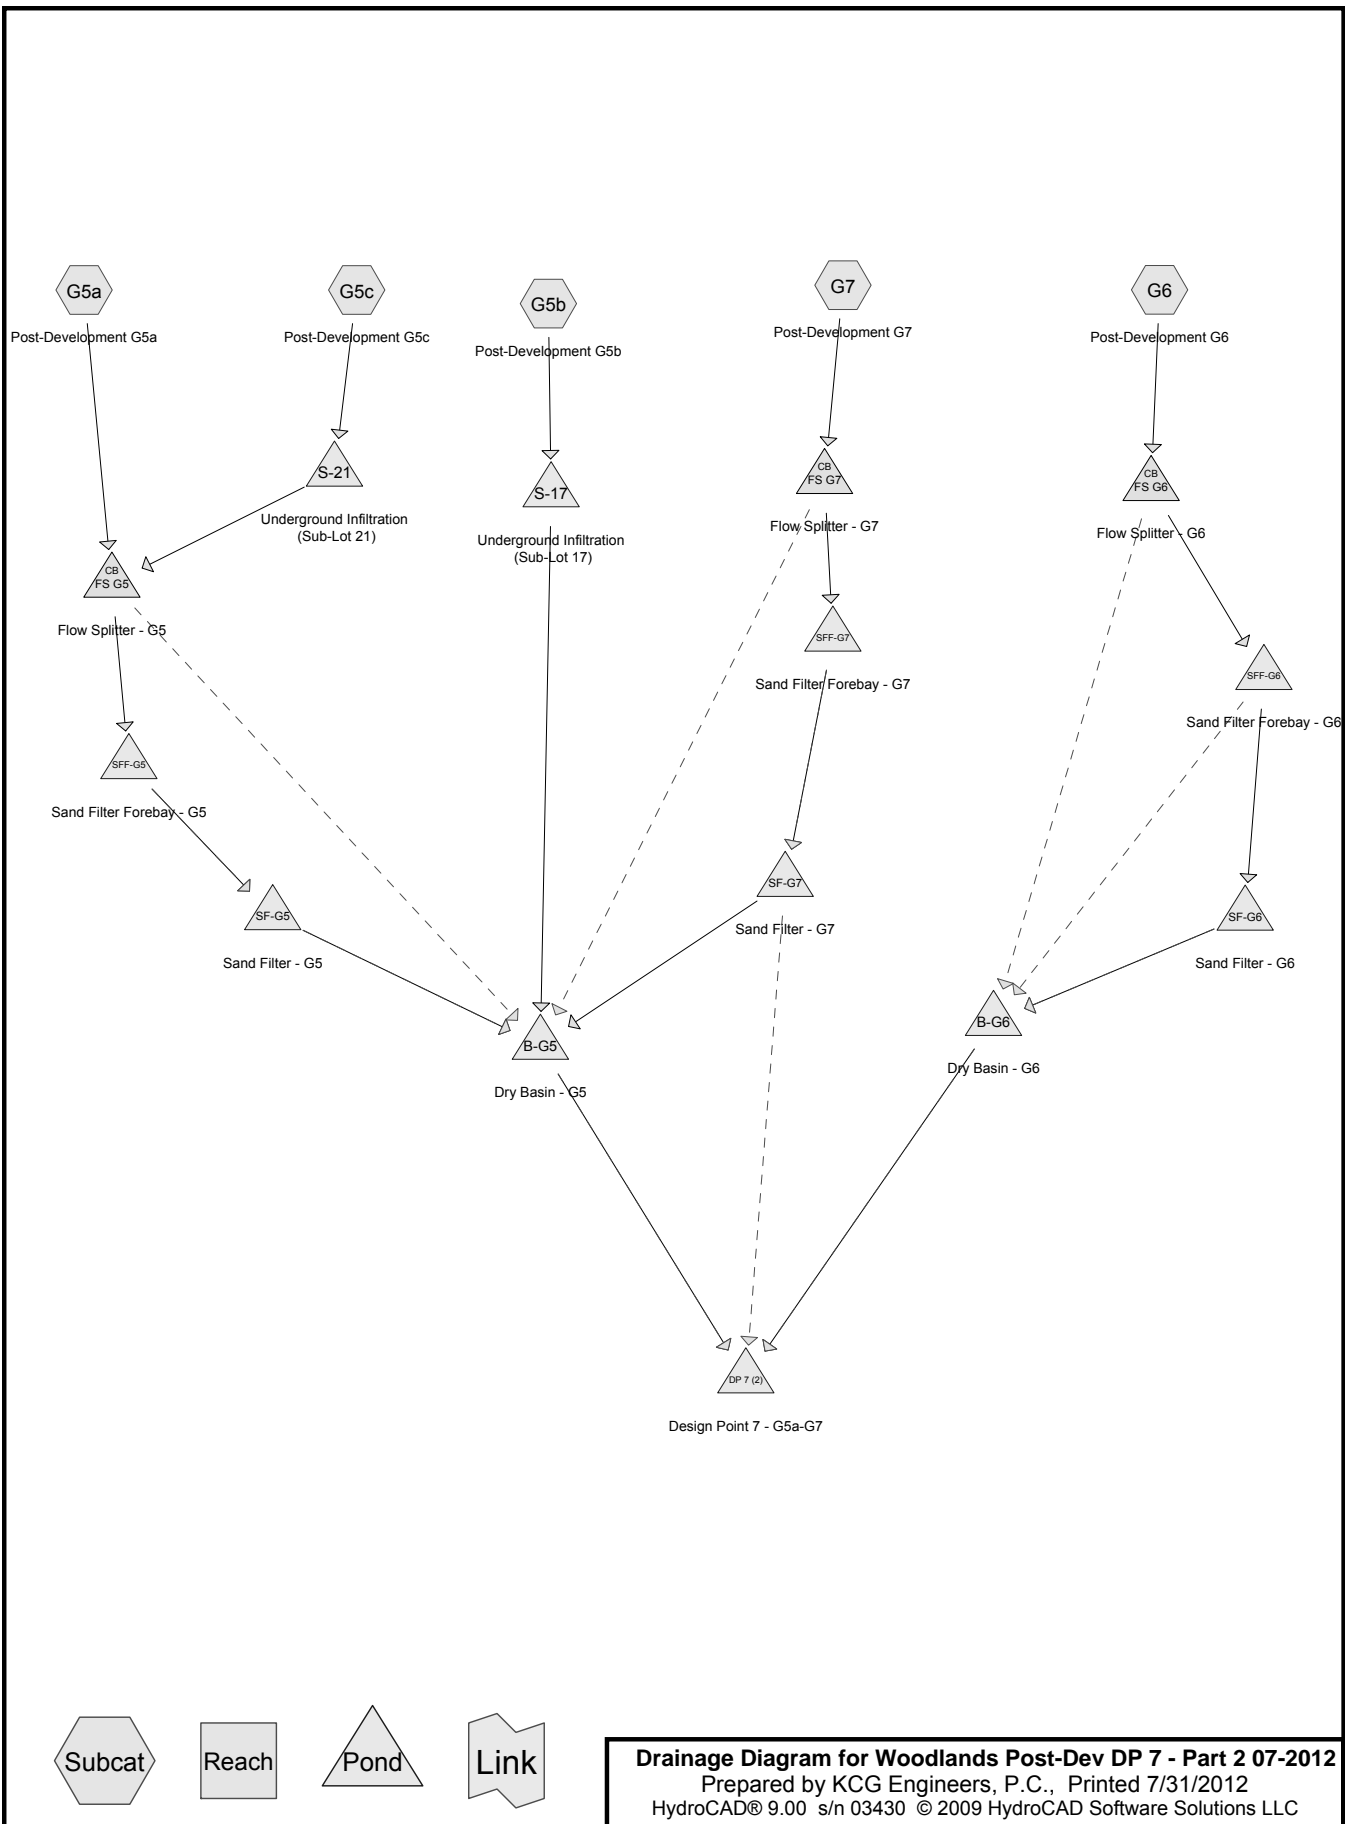 G5a
Post-Development G5a
G5c
Post-Development G5c
G5b
Post-Development G5b
G7
Post-Development G7
G6
Post-Development G6
S-21
Underground Infiltration
(Sub-Lot 21)
S-17
Underground Infiltration
(Sub-Lot 17)
CB
FS G7
Flow Splitter - G7
CB
FS G6
Flow Splitter - G6
CB
FS G5
Flow Splitter - G5
SFF-G7
Sand Filter Forebay - G7
SFF-G6
Sand Filter Forebay - G6
SFF-G5
Sand Filter Forebay - G5
SF-G5
Sand Filter - G5
SF-G7
Sand Filter - G7
SF-G6
Sand Filter - G6
B-G5
Dry Basin - G5
B-G6
Dry Basin - G6
DP 7 (2)
Design Point 7 - G5a-G7
Subcat
Reach
Pond
Link
Drainage Diagram for Woodlands Post-Dev DP 7 - Part 2 07-2012
Prepared by KCG Engineers, P.C., Printed 7/31/2012
HydroCAD® 9.00 s/n 03430 © 2009 HydroCAD Software Solutions LLC